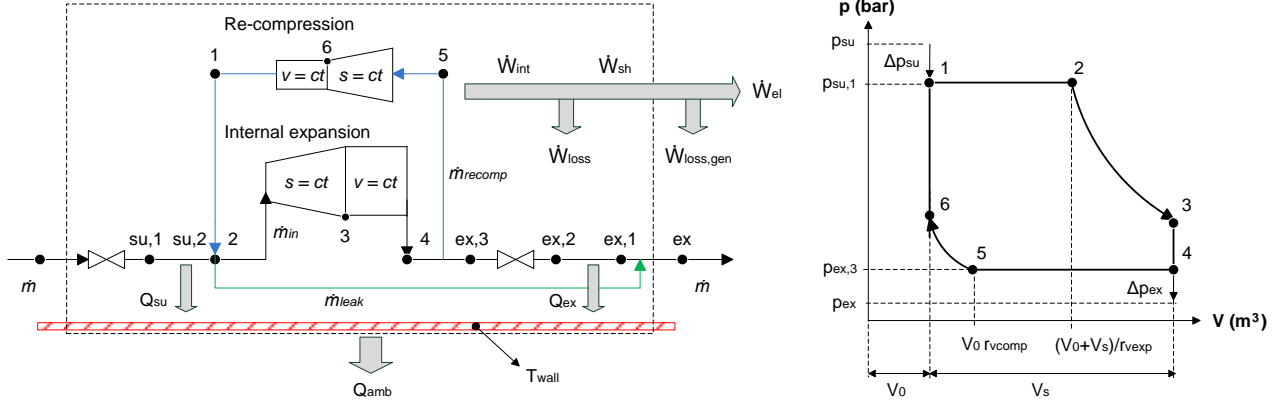 Re-compression
1
6
5
v = ct
s = ct
Ẇint
Ẇsh
Ẇel
Ẇloss
Ẇloss,gen
Internal expansion
s = ct
v = ct
ṁrecomp
ṁin
3
su,1
su,2
2
4
ex,3
ex,2
ex,1
ex
ṁ
Qsu
ṁleak
Qex
ṁ
Qamb
Twall
p (bar)
psu
Δpsu
psu,1
1
2
6
3
5
4
pex,3
Δpex
pex
V (m³)
V0 rvcomp
(V0+Vs)/rvexp
V0
Vs